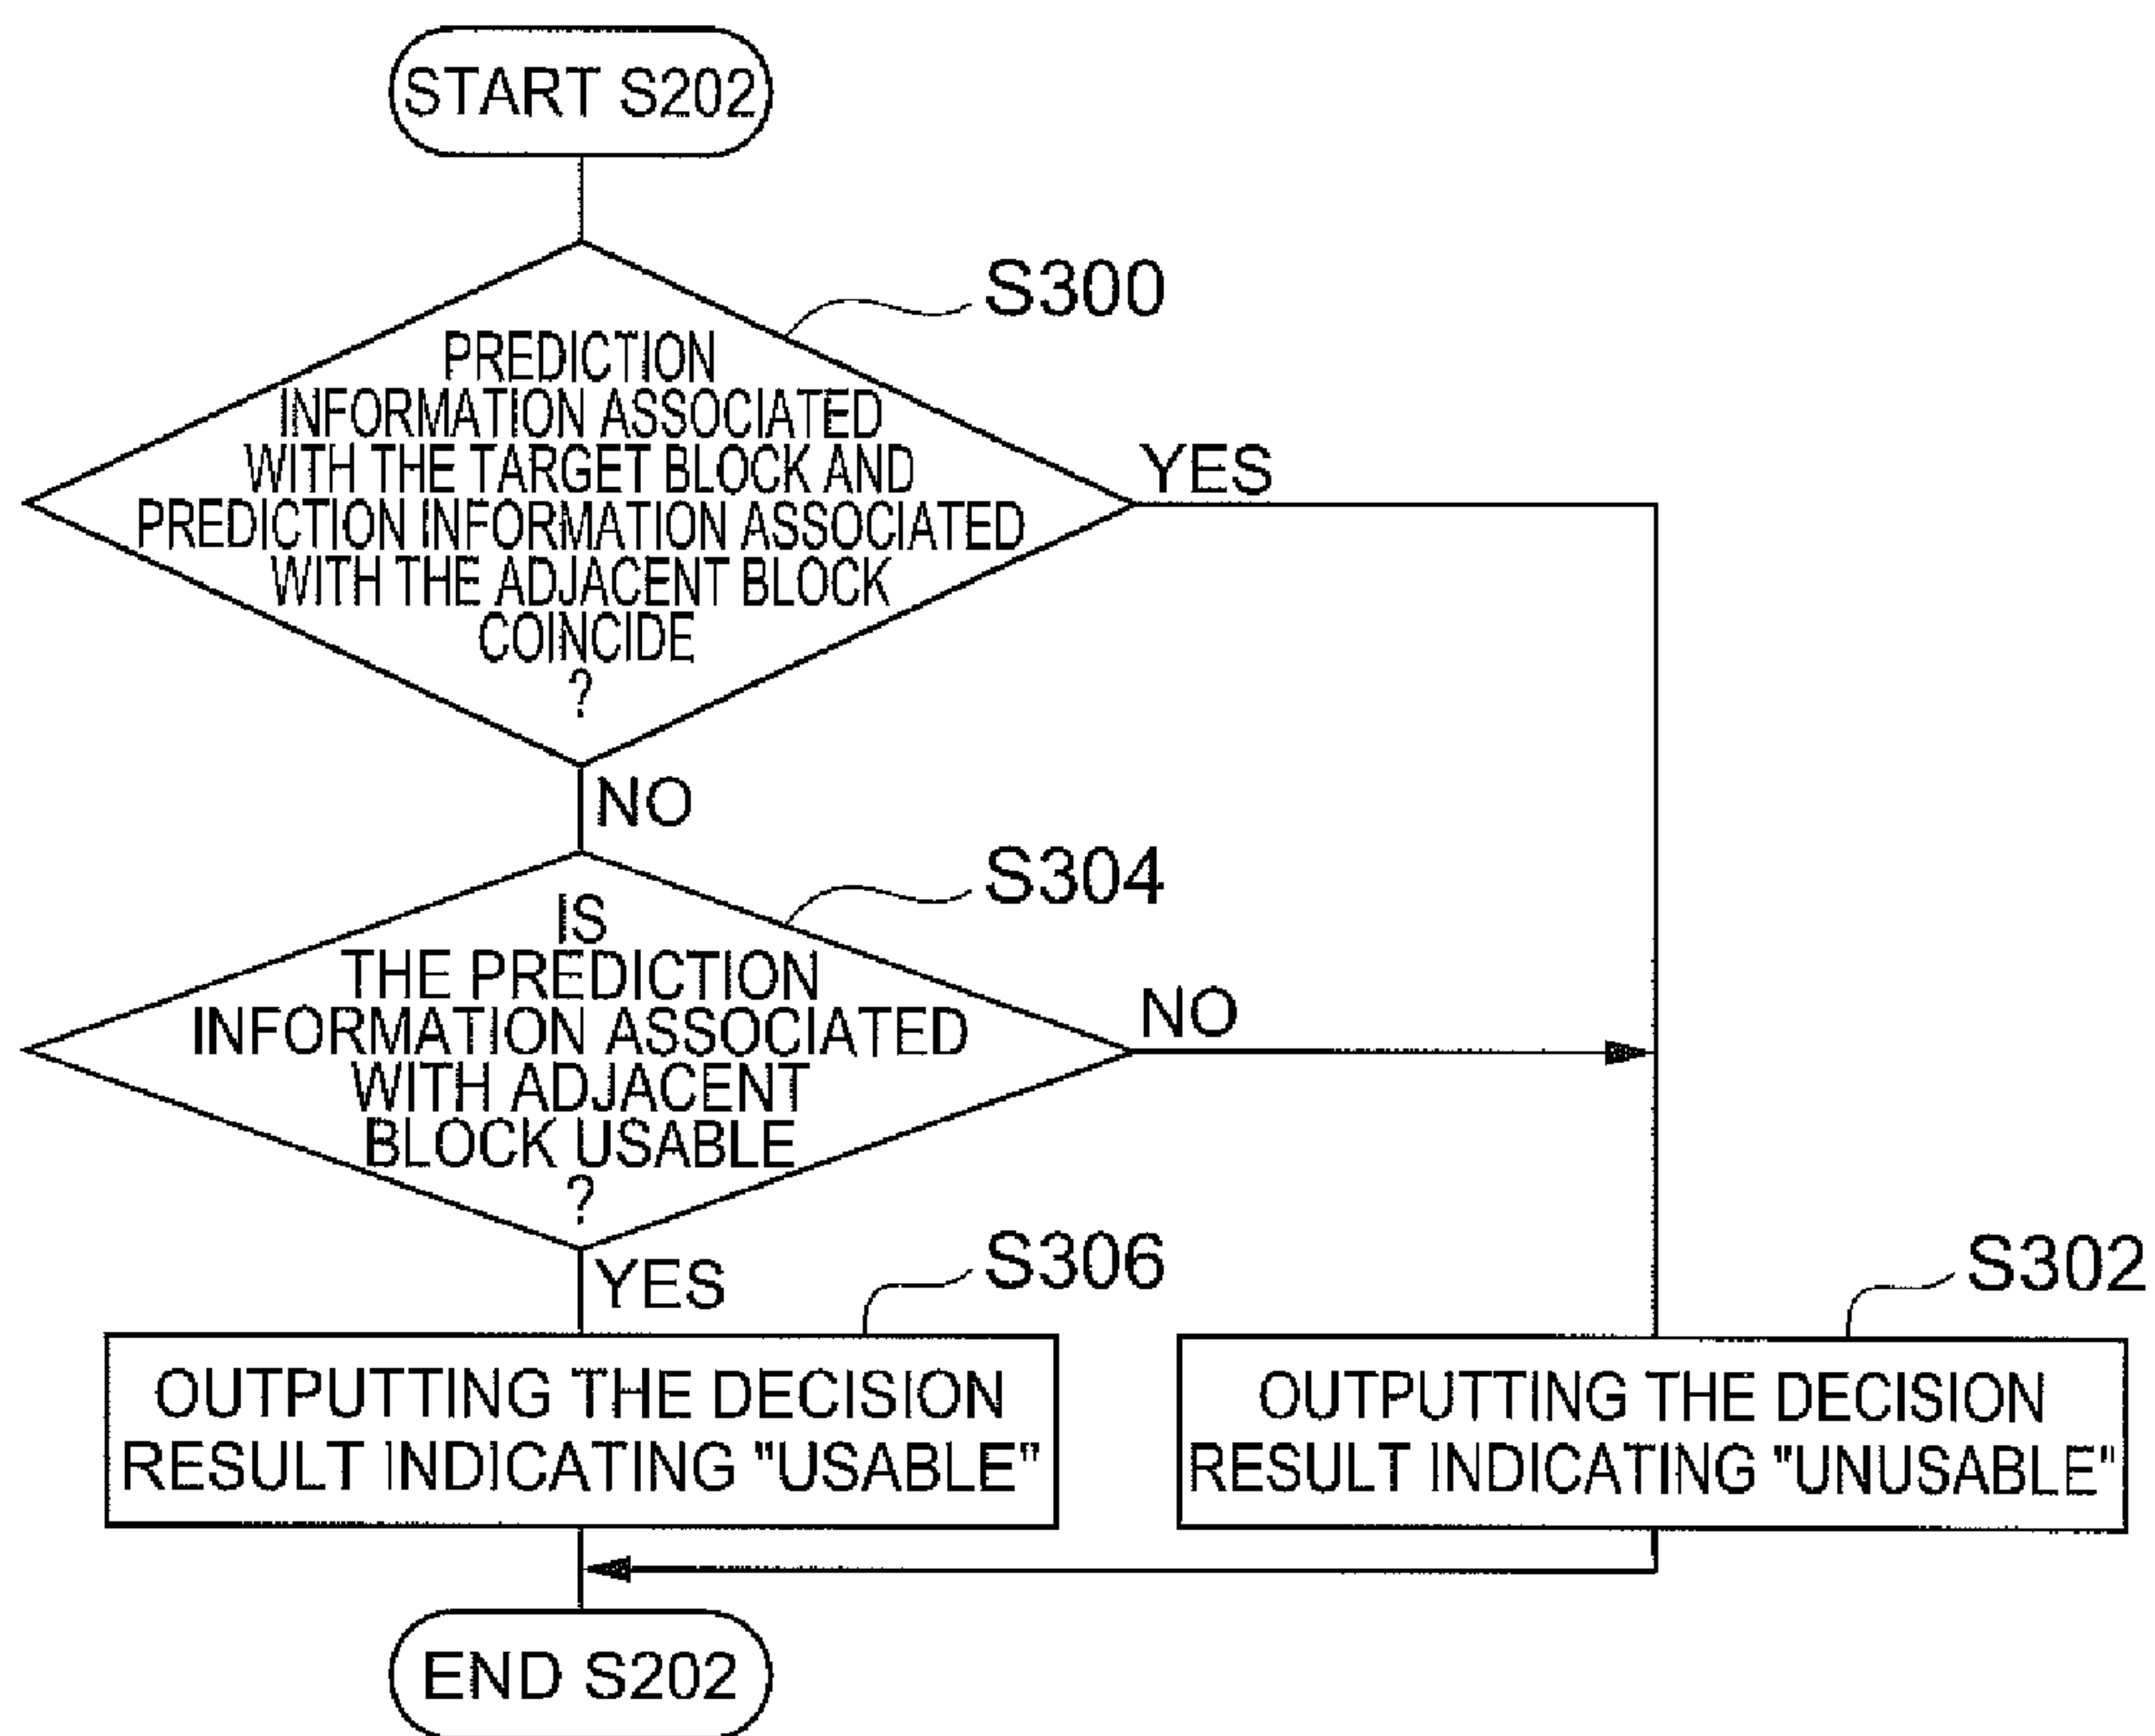 START S202
S300
PREDICTION
INFORMATION ASSOCIATED
WITH THE TARGET BLOCK AND
PREDICTION INFORMATION ASSOCIATED
WITH THE ADJACENT BLOCK
COINCIDE
?
YES
NO
S304
IS
THE PREDICTION
INFORMATION ASSOCIATED
WITH ADJACENT
BLOCK USABLE
?
NO
YES
S306
S302
OUTPUTTING THE DECISION
RESULT INDICATING "USABLE"
OUTPUTTING THE DECISION
RESULT INDICATING "UNUSABLE"
END S202